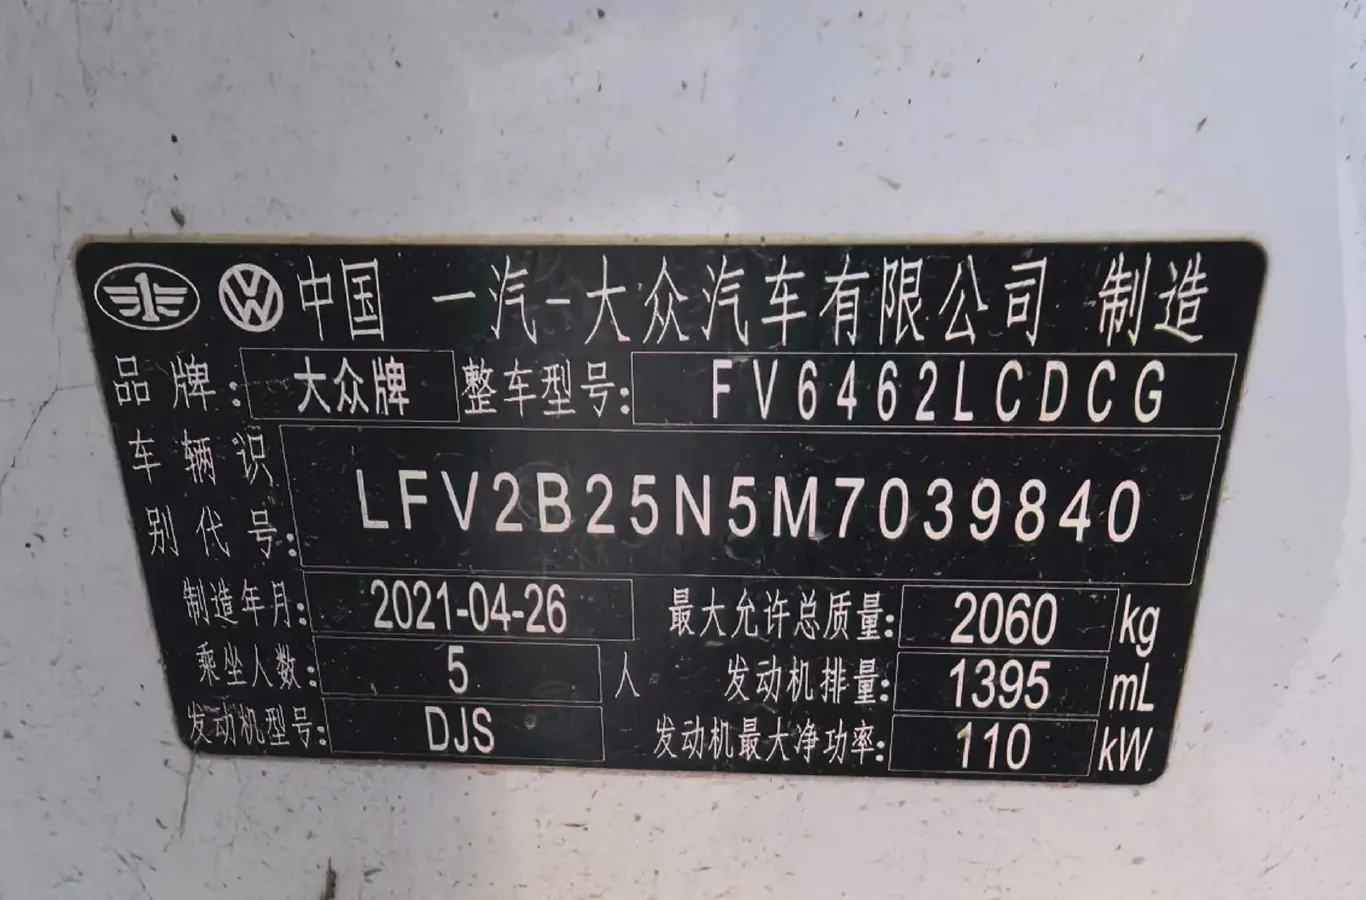 中国 一汽-大众汽车有限公司 制造
品牌: 大众牌 整车型号: FV6462LCDCG
车辆识
别代号: LFV2B25N5M7039840
制造年月: 2021-04-26 最大允许总质量: 2060 kg
乘坐人数: 5 人 发动机排量: 1395 mL
发动机型号: DJS 发动机最大净功率: 110 kW